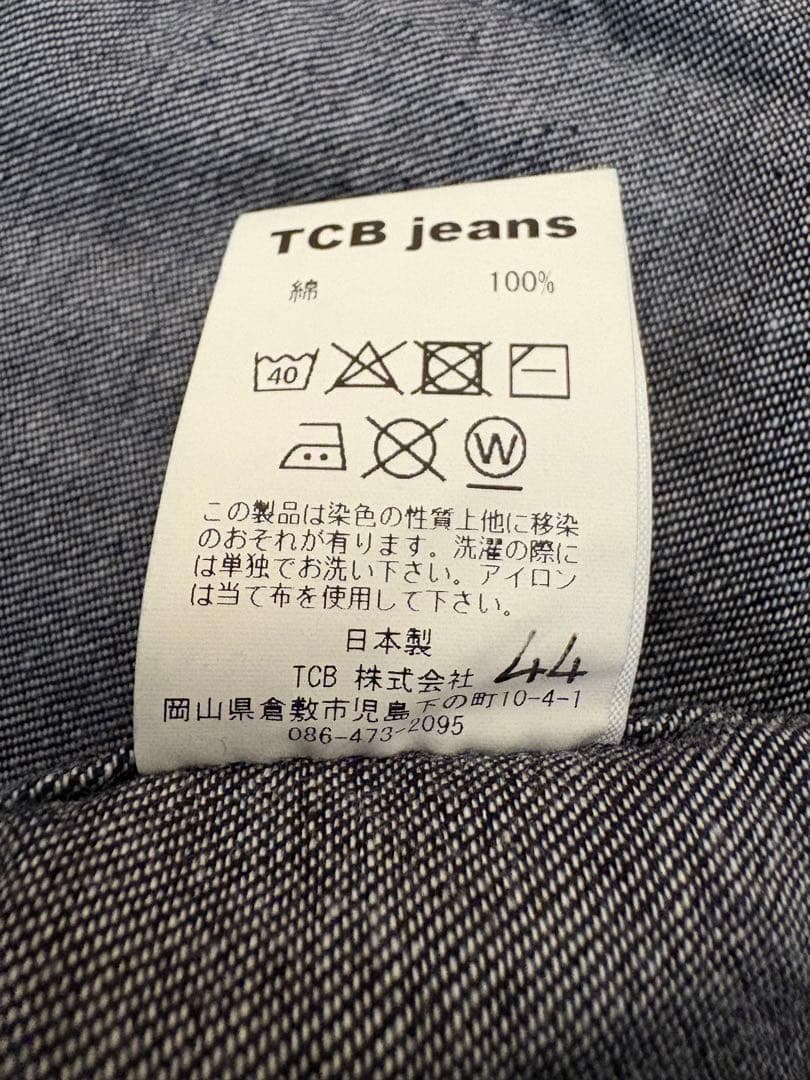 TCB jeans
綿 100%
40
W
この製品は染色の性質上他に移染
のおそれが有ります。洗濯の際に
は単独でお洗い下さい。アイロン
は当て布を使用して下さい。
日本製
TCB 株式会社 44
岡山県倉敷市児島下の町10-4-1
086-473-2095